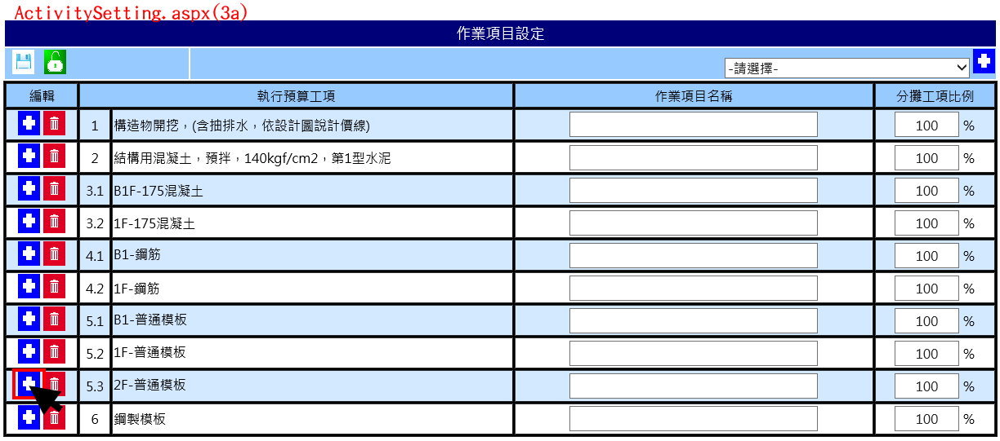 ActivitySetting.aspx(3a)
作業項目設定
-請選擇-
編輯 執行預算工項 作業項目名稱 分攤工項比例
1 構造物開挖，(含抽排水，依設計圖說計價線) 100 %
2 結構用混凝土，預拌，140kgf/cm2，第1型水泥 100 %
3.1 B1F-175混凝土 100 %
3.2 1F-175混凝土 100 %
4.1 B1-鋼筋 100 %
4.2 1F-鋼筋 100 %
5.1 B1-普通模板 100 %
5.2 1F-普通模板 100 %
5.3 2F-普通模板 100 %
6 鋼製模板 100 %